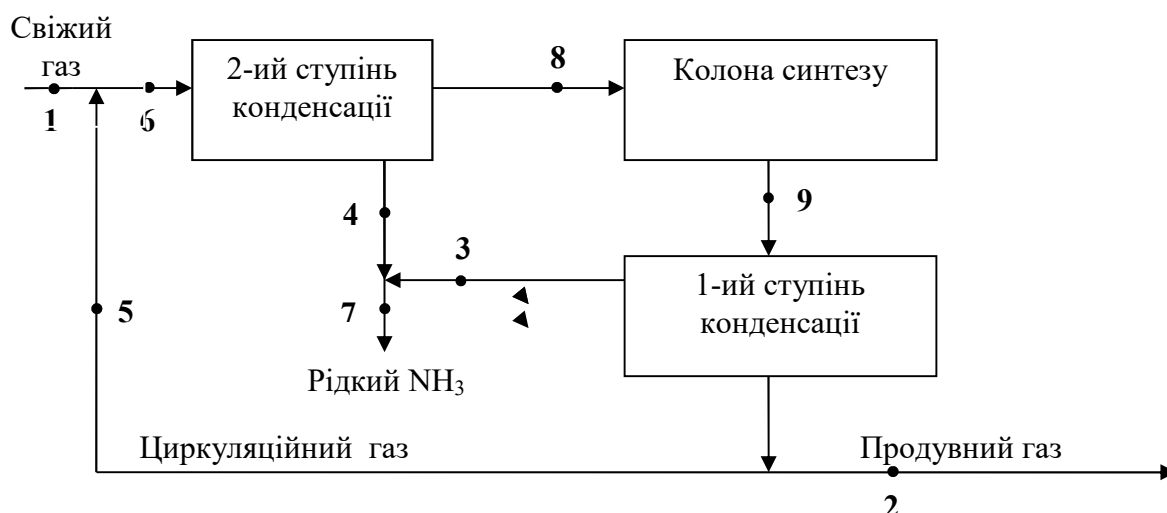 Свіжий
газ
1
6
2-ий ступінь
конденсації
8
Колона синтезу
4
3
9
1-ий ступінь
конденсації
5
7
Рідкий NH₃
Циркуляційний газ
Продувний газ
2